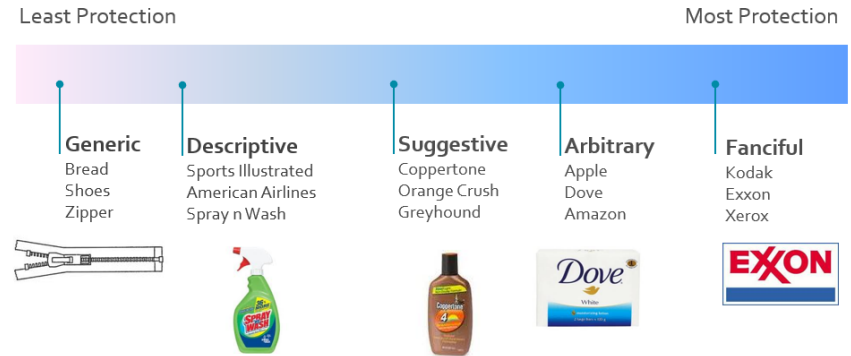 Least Protection
Most Protection
Generic
Bread
Shoes
Zipper
Descriptive
Sports Illustrated
American Airlines
Spray n Wash
Suggestive
Coppertone
Orange Crush
Greyhound
Arbitrary
Apple
Dove
Amazon
Fanciful
Kodak
Exxon
Xerox
SPRAY
WASH
Coppertone
4
Dove
White
EXXON